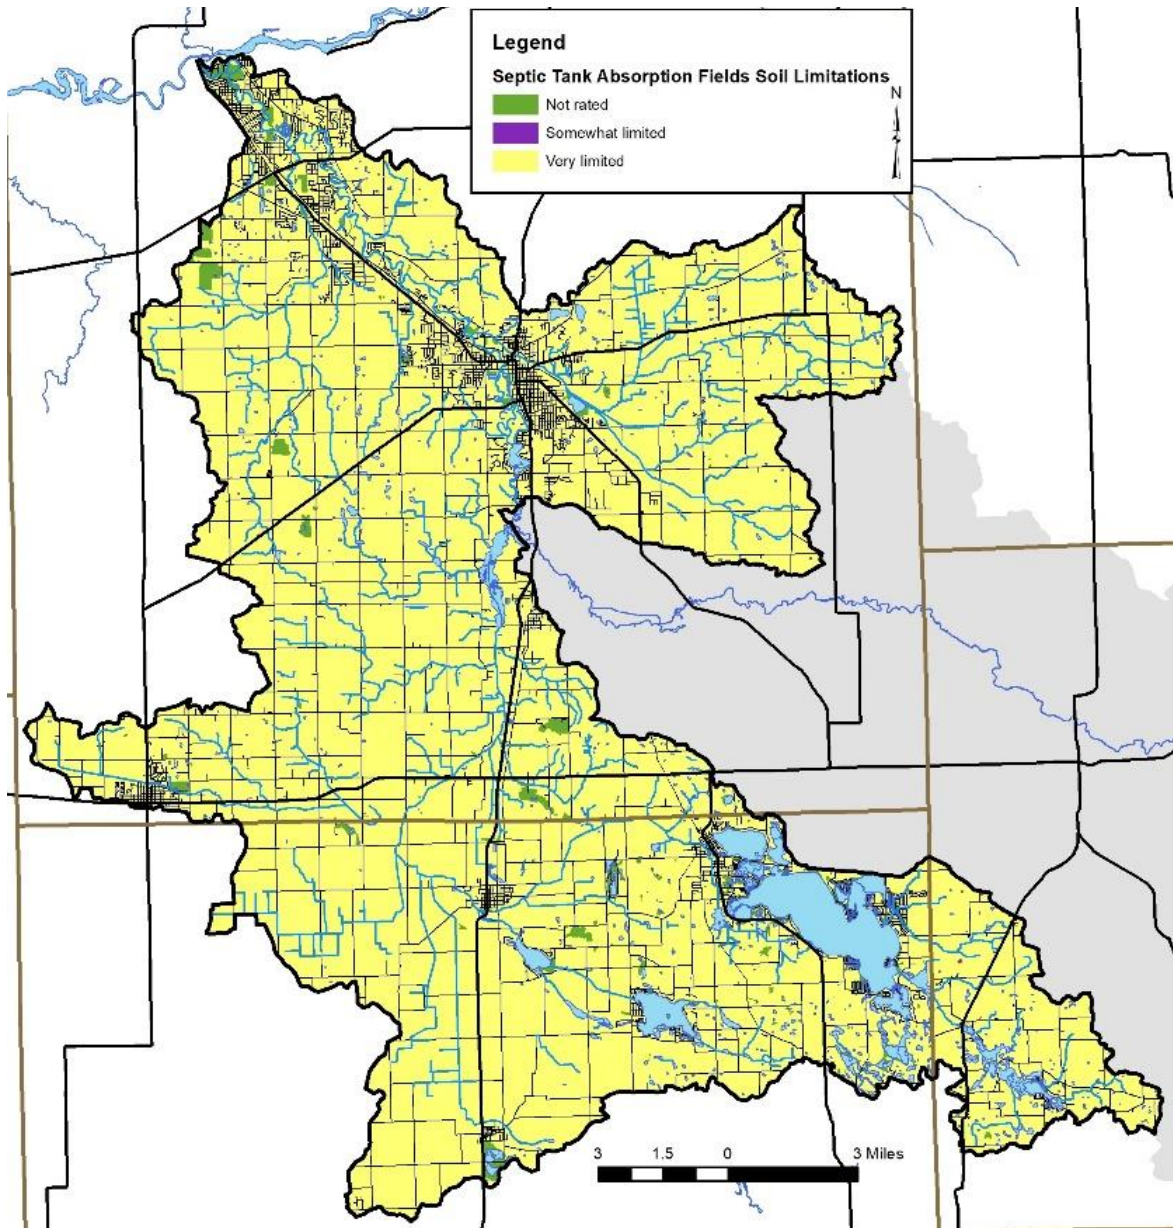 Legend
Septic Tank Absorption Fields Soil Limitations
N
Not rated
Somewhat limited
Very limited
3 1.5 0 3 Miles